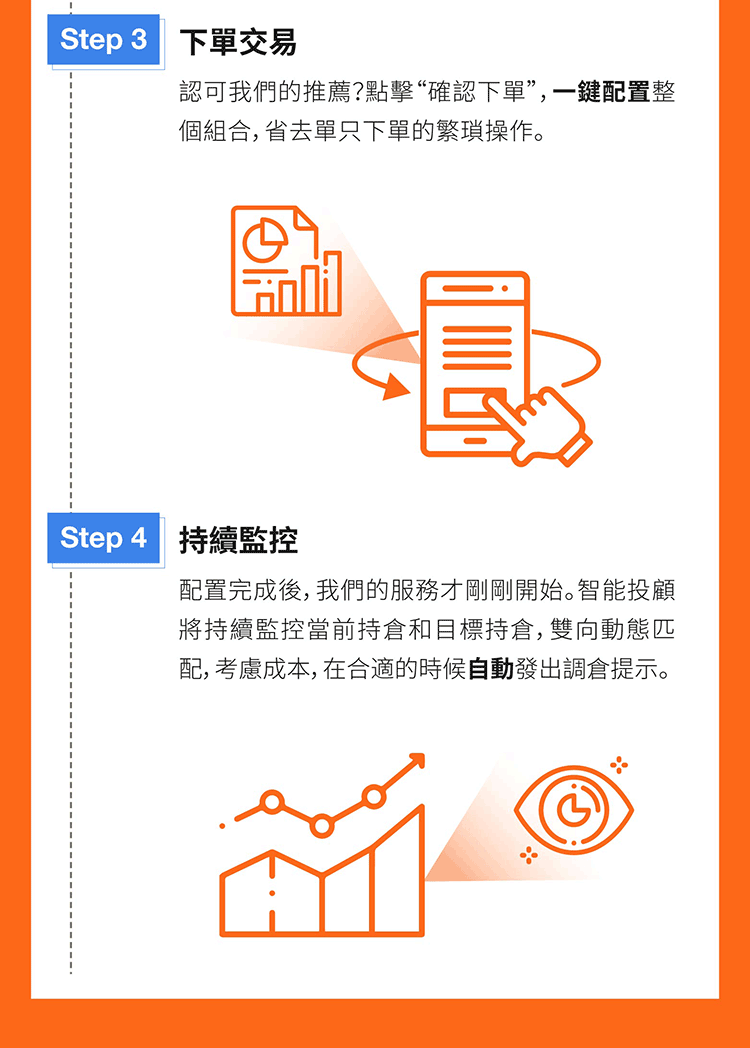 Step 3
下單交易
認可我們的推薦?點擊“確認下單”,一鍵配置整
個組合,省去單只下單的繁瑣操作。
Step 4
持續監控
配置完成後,我們的服務才剛剛開始。智能投顧
將持續監控當前持倉和目標持倉,雙向動態匹
配,考慮成本,在合適的時候自動發出調倉提示。